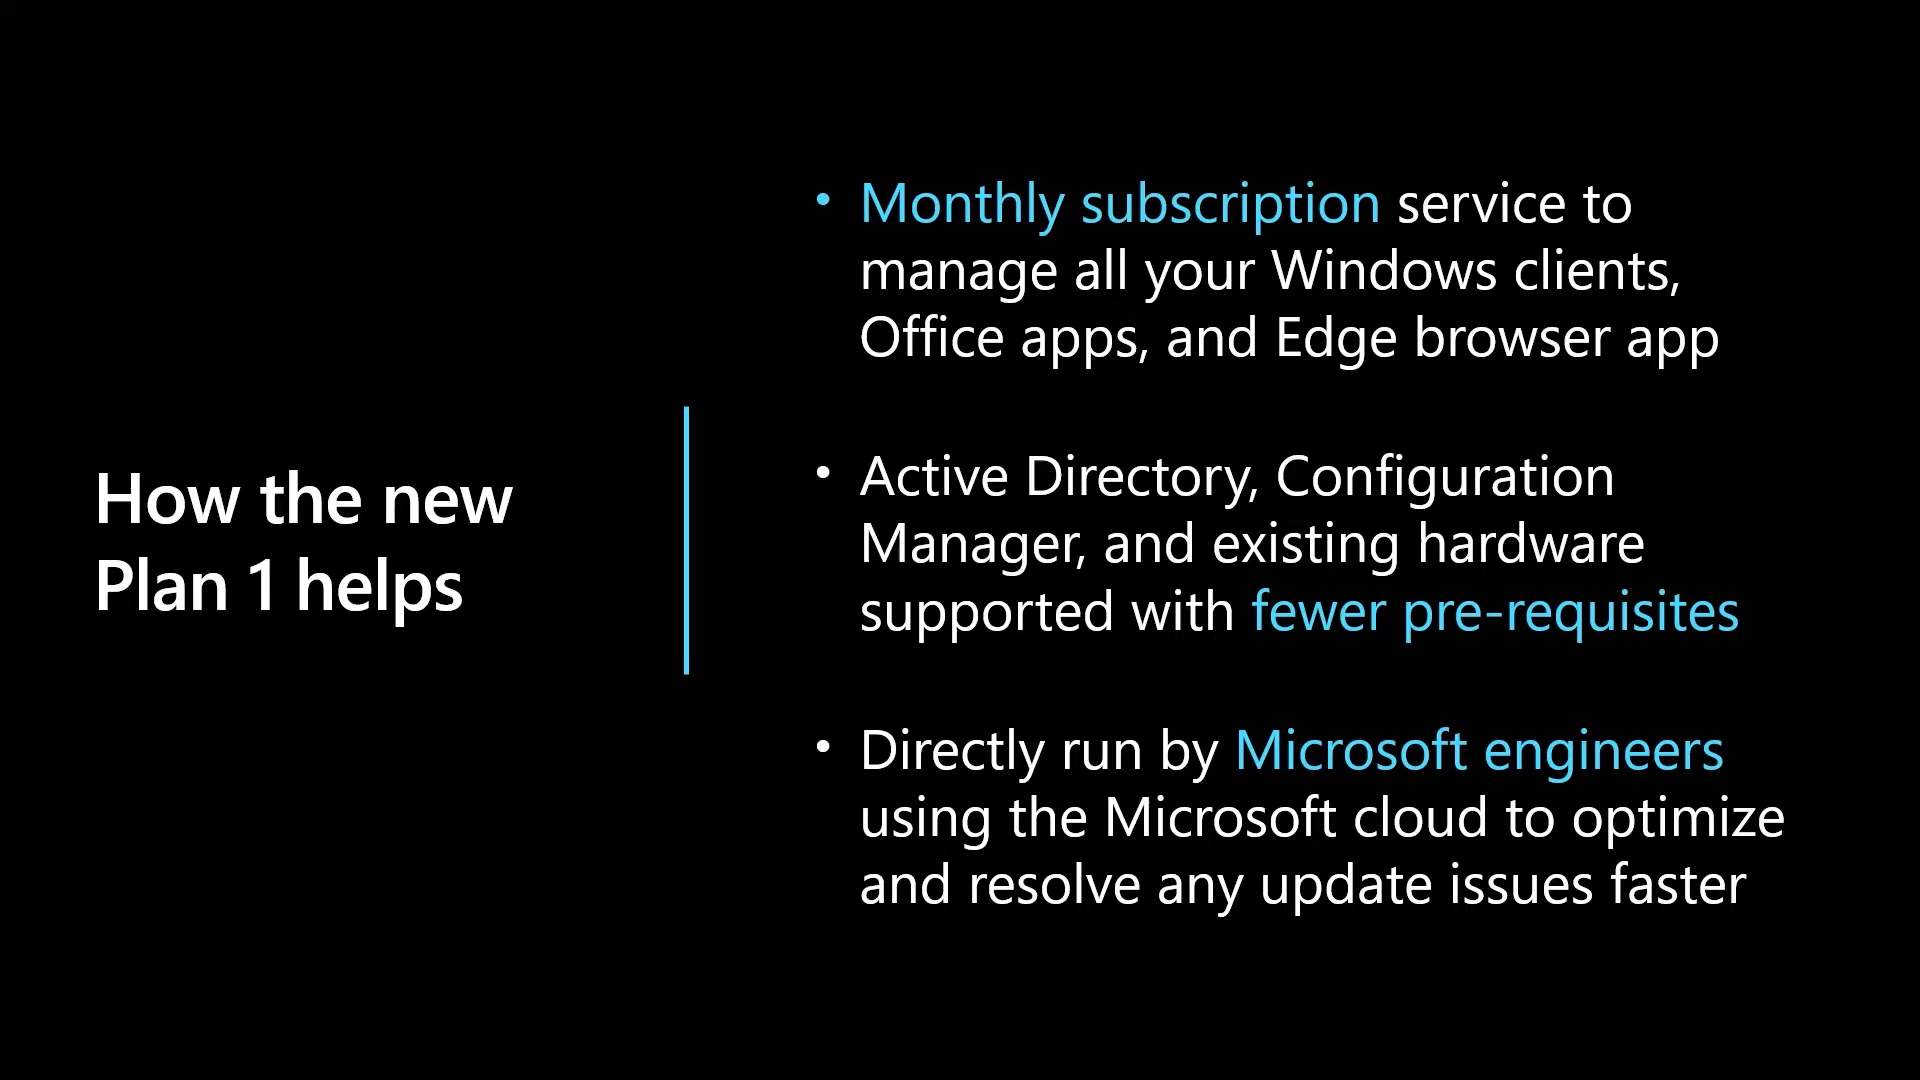 How the new
Plan 1 helps
• Monthly subscription service to
manage all your Windows clients,
Office apps, and Edge browser app
• Active Directory, Configuration
Manager, and existing hardware
supported with fewer pre-requisites
• Directly run by Microsoft engineers
using the Microsoft cloud to optimize
and resolve any update issues faster